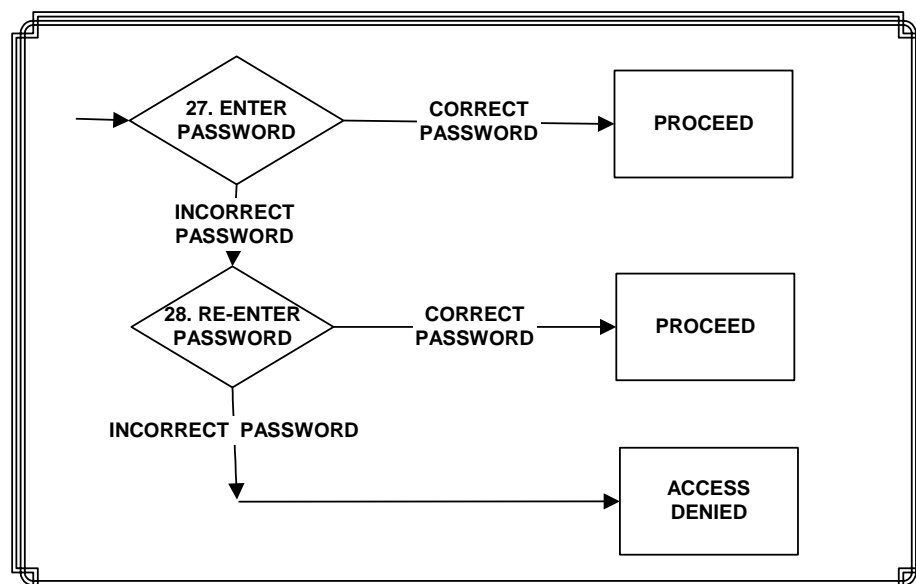 27. ENTER
PASSWORD
CORRECT
PASSWORD
PROCEED
INCORRECT
PASSWORD
28. RE-ENTER
PASSWORD
CORRECT
PASSWORD
PROCEED
INCORRECT PASSWORD
ACCESS
DENIED